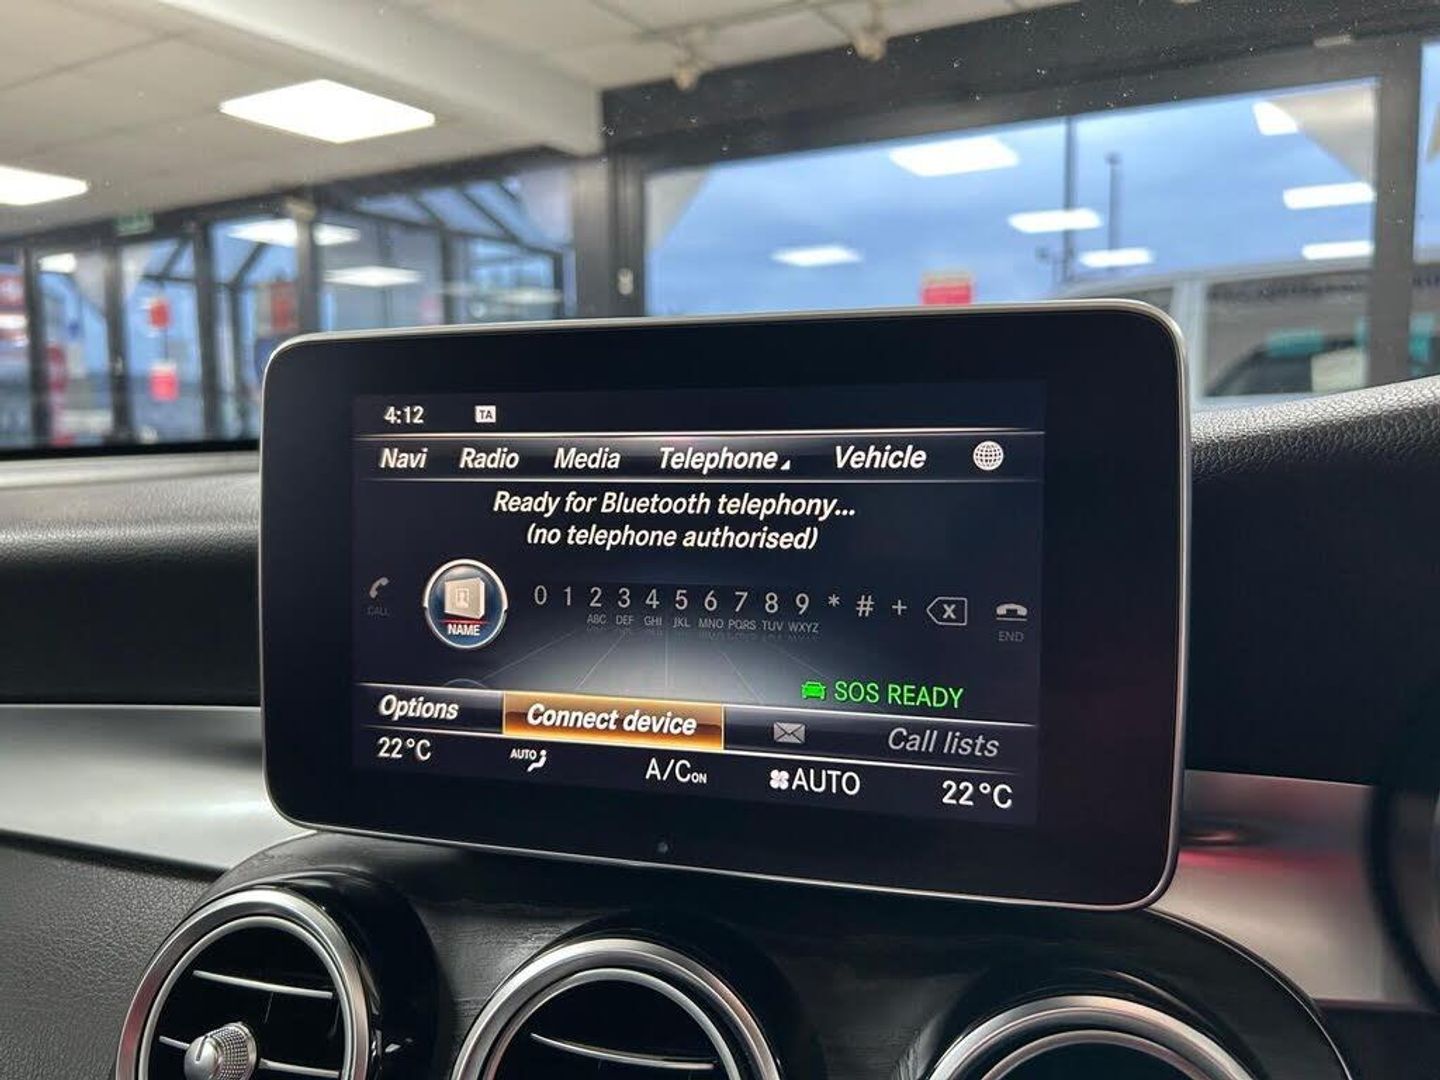 4:12 TA
Navi Radio Media Telephone Vehicle
Ready for Bluetooth telephony...
(no telephone authorised)
CALL NAME 0 1 2 3 4 5 6 7 8 9 * # + X END
ABC DEF GHI JKL MNO PQRS TUV WXYZ
SOS READY
Options Connect device Call lists
22°C AUTO A/C ON AUTO 22°C